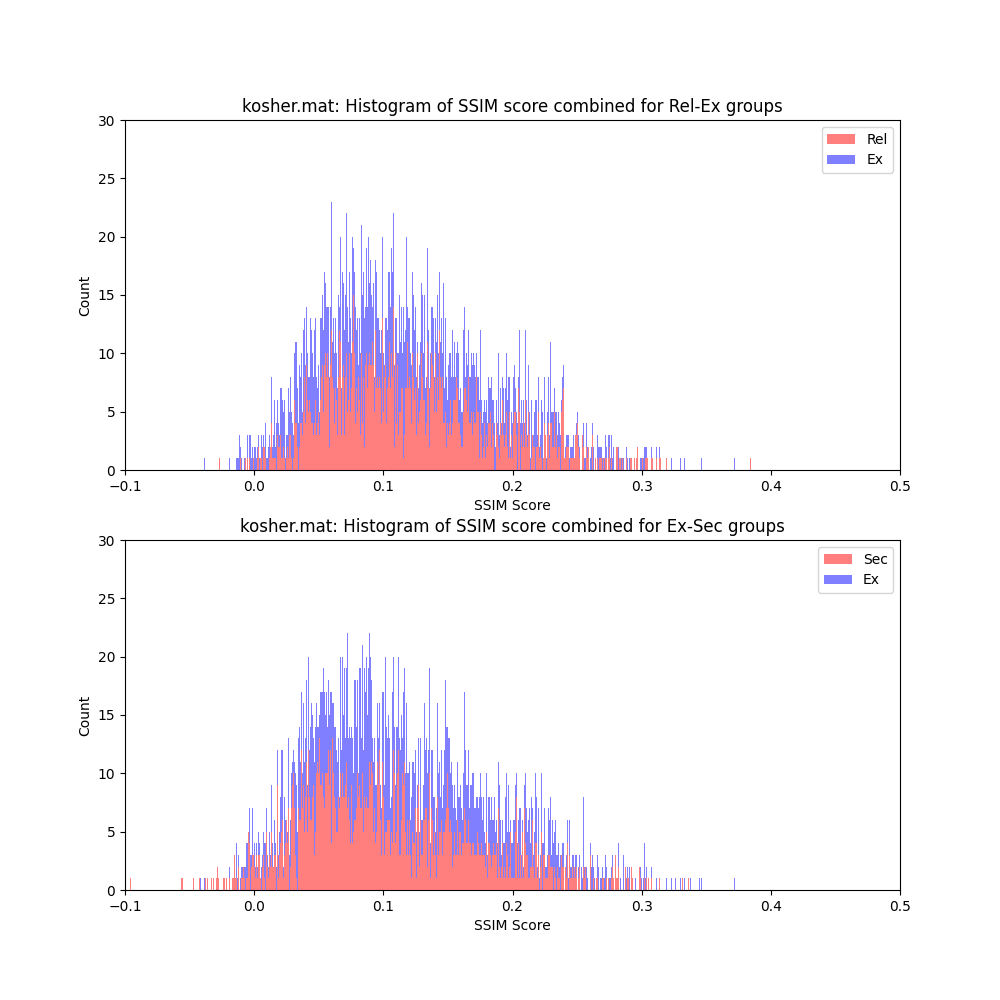 kosher.mat: Histogram of SSIM score combined for Rel-Ex groups
30
25
20
15
10
5
0
Count
Rel
Ex
−0.1 0.0 0.1 0.2 0.3 0.4 0.5
SSIM Score
kosher.mat: Histogram of SSIM score combined for Ex-Sec groups
30
25
20
15
10
5
0
Count
Sec
Ex
−0.1 0.0 0.1 0.2 0.3 0.4 0.5
SSIM Score